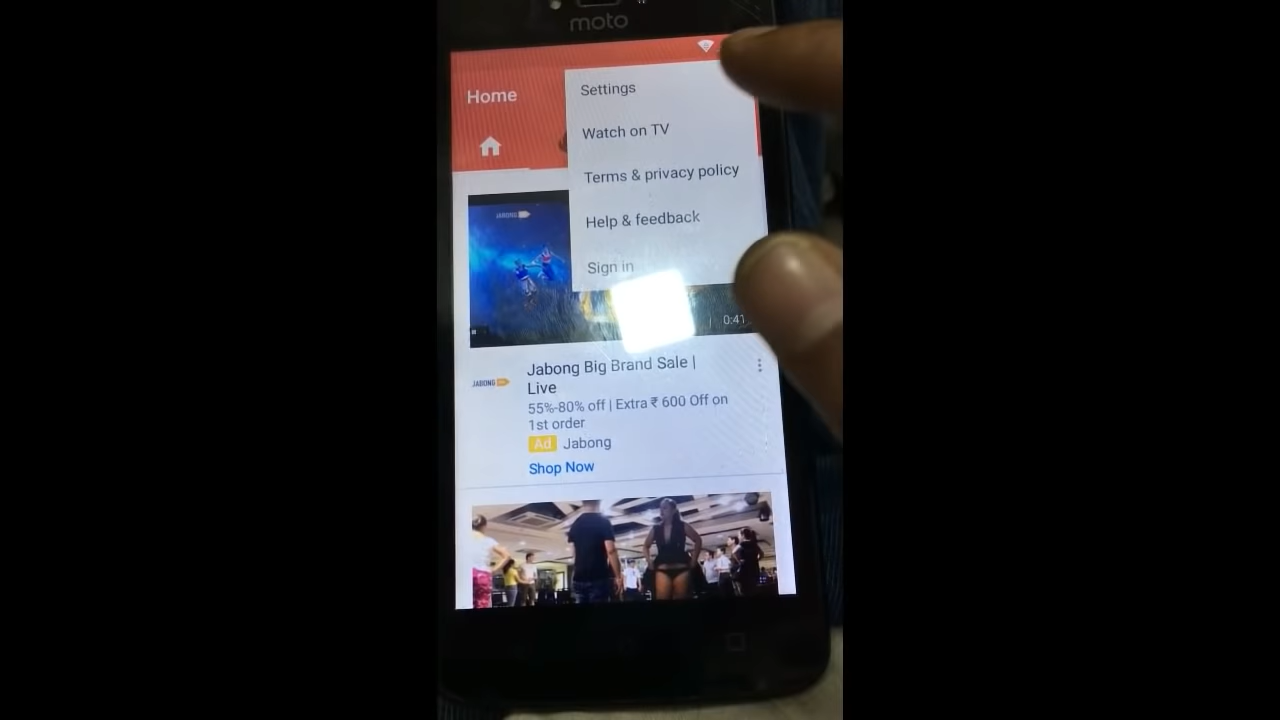 moto
Home
Settings
Watch on TV
Terms & privacy policy
Help & feedback
Sign in
JABONG
0:41
JABONG
Jabong Big Brand Sale |
Live
55%-80% off | Extra ₹ 600 Off on
1st order
Ad Jabong
Shop Now